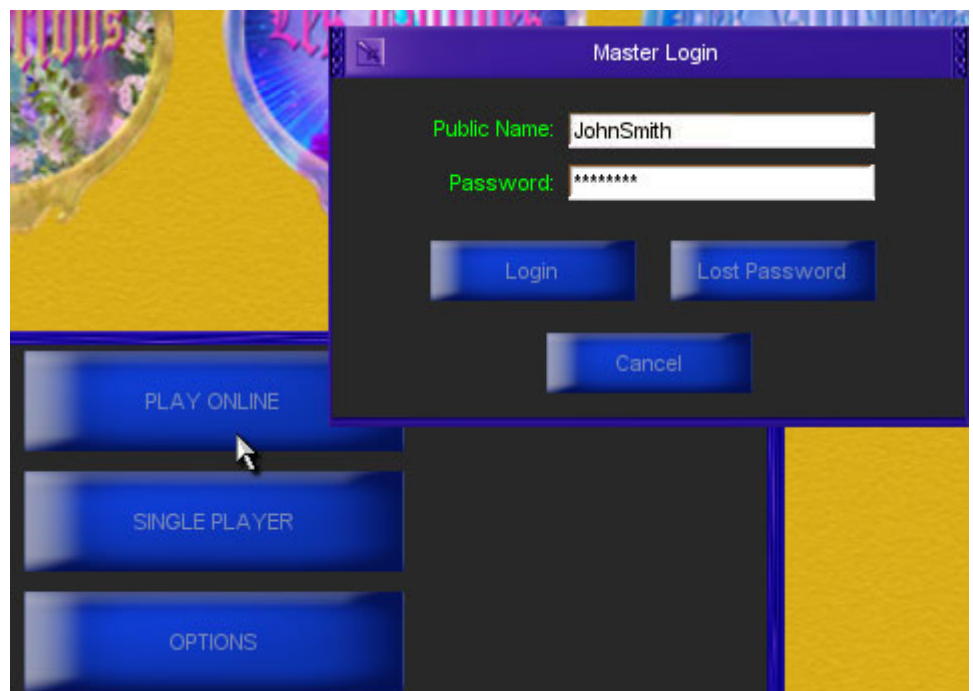 Master Login
Public Name: JohnSmith
Password: ********
Login
Lost Password
Cancel
PLAY ONLINE
SINGLE PLAYER
OPTIONS